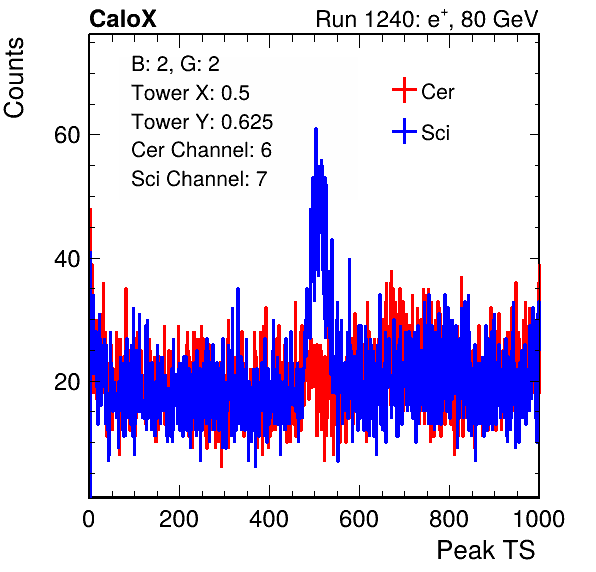 CaloX Run 1240: e⁺, 80 GeV
Counts
B: 2, G: 2
Tower X: 0.5
Tower Y: 0.625
Cer Channel: 6
Sci Channel: 7
Cer
Sci
60
40
20
0 200 400 600 800 1000
Peak TS